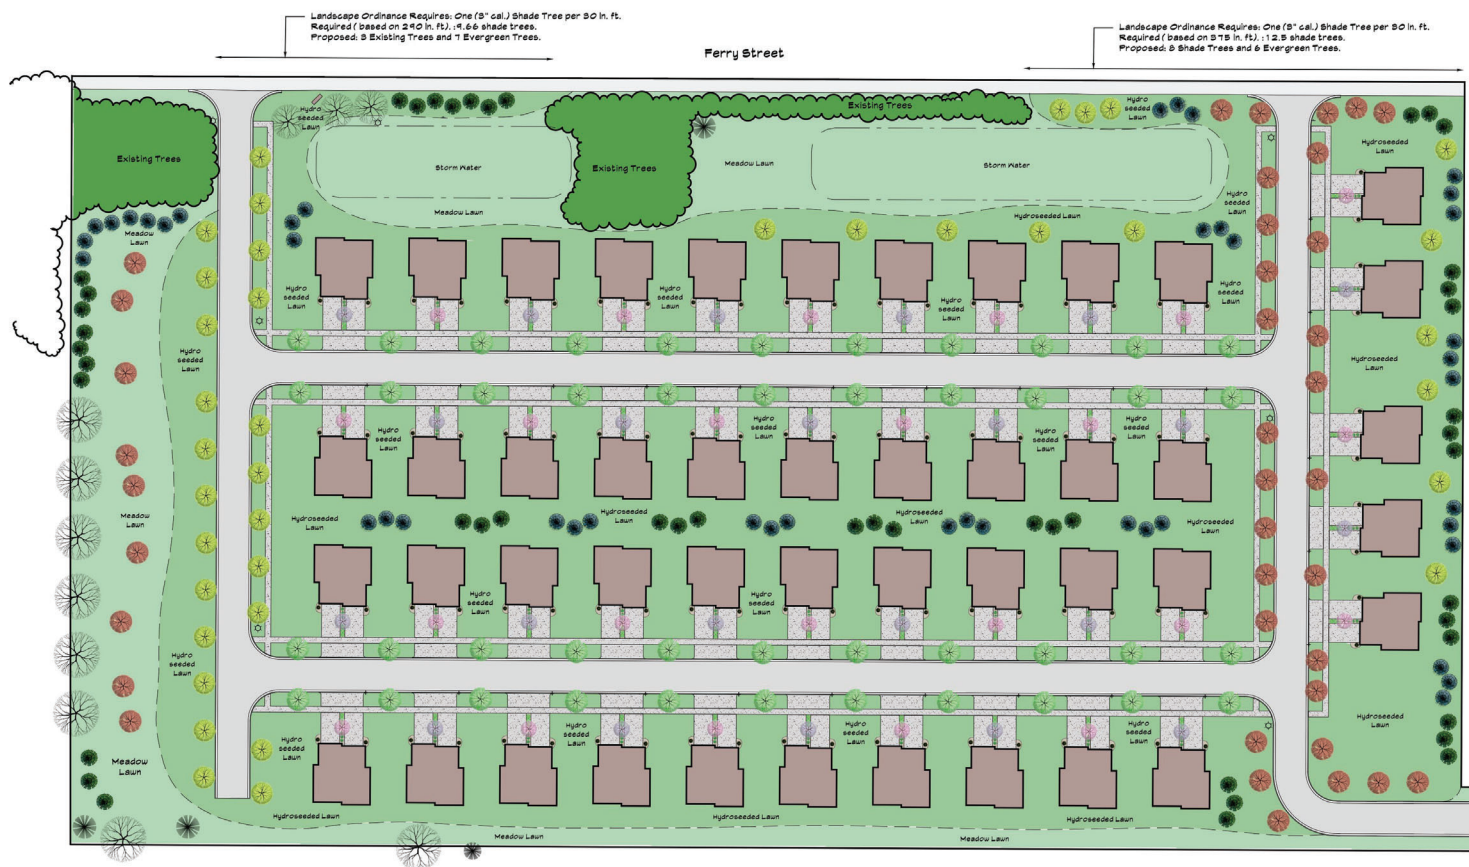 Landscape Ordinance Requires: One (3" cal.) Shade Tree per 30 ln. ft.
Required ( based on 290 ln. ft). :9.66 shade trees.
Proposed: 3 Existing Trees and 7 Evergreen Trees.
Landscape Ordinance Requires: One (3" cal.) Shade Tree per 30 ln. ft.
Required ( based on 375 ln. ft). : 12.5 shade trees.
Proposed: 8 Shade Trees and 6 Evergreen Trees.
Ferry Street
Hydro
seeded
Lawn
Existing Trees
Hydro
seeded
Lawn
Existing Trees
Storm Water
Existing Trees
Meadow Lawn
Storm Water
Hydroseeded
Lawn
Meadow Lawn
Hydroseeded Lawn
Hydro
seeded
Lawn
Meadow
Lawn
Hydro
seeded
Lawn
Hydro
seeded
Lawn
Hydro
seeded
Lawn
Hydro
seeded
Lawn
Hydroseeded
Lawn
Hydro
seeded
Lawn
Hydroseeded
Lawn
Hydro
seeded
Lawn
Hydro
seeded
Lawn
Hydro
seeded
Lawn
Hydro
seeded
Lawn
Meadow
Lawn
Hydroseeded
Lawn
Hydroseeded
Lawn
Hydroseeded
Lawn
Hydroseeded
Lawn
Hydroseeded
Lawn
Hydro
seeded
Lawn
Hydro
seeded
Lawn
Hydro
seeded
Lawn
Meadow
Lawn
Hydroseeded
Lawn
Hydro
seeded
Lawn
Hydro
seeded
Lawn
Hydro
seeded
Lawn
Hydro
seeded
Lawn
Meadow
Lawn
Hydroseeded Lawn
Hydroseeded Lawn
Hydroseeded Lawn
Meadow Lawn
Meadow Lawn